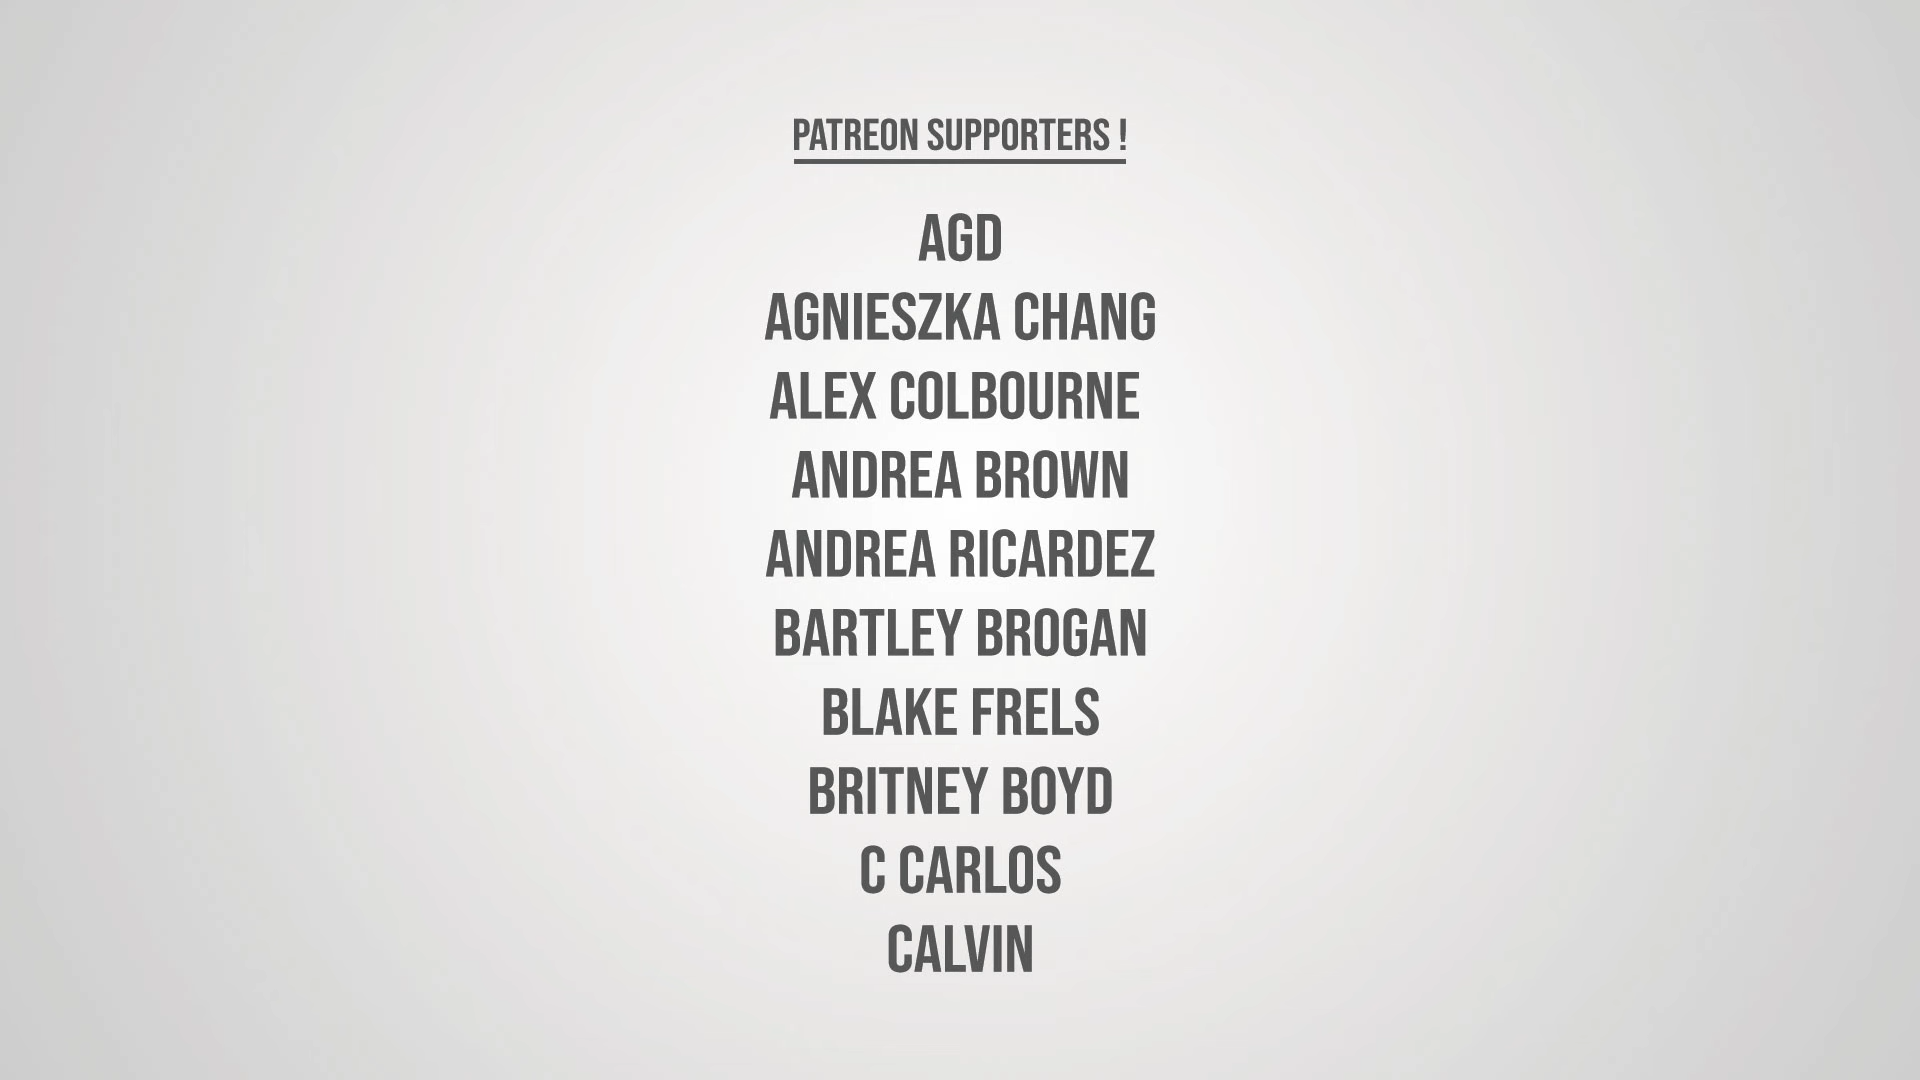 PATREON SUPPORTERS !
AGD
AGNIESZKA CHANG
ALEX COLBOURNE
ANDREA BROWN
ANDREA RICARDEZ
BARTLEY BROGAN
BLAKE FRELS
BRITNEY BOYD
C CARLOS
CALVIN